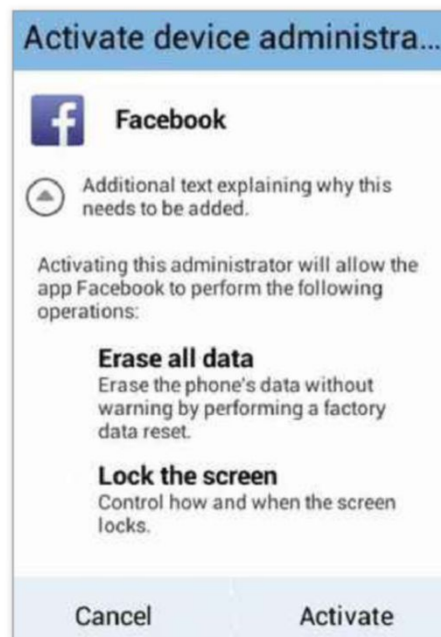 Activate device administra...
Facebook
Additional text explaining why this
needs to be added.
Activating this administrator will allow the
app Facebook to perform the following
operations:
Erase all data
Erase the phone's data without
warning by performing a factory
data reset.
Lock the screen
Control how and when the screen
locks.
Cancel Activate